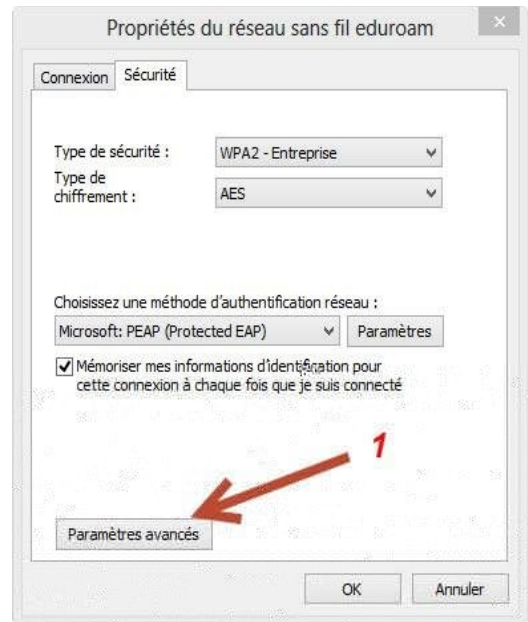 Propriétés du réseau sans fil eduroam
Connexion Sécurité
Type de sécurité : WPA2 - Entreprise
Type de
chiffrement : AES
Choisissez une méthode d'authentification réseau :
Microsoft: PEAP (Protected EAP) Paramètres
Mémoriser mes informations d'identification pour
cette connexion à chaque fois que je suis connecté
1
Paramètres avancés
OK Annuler